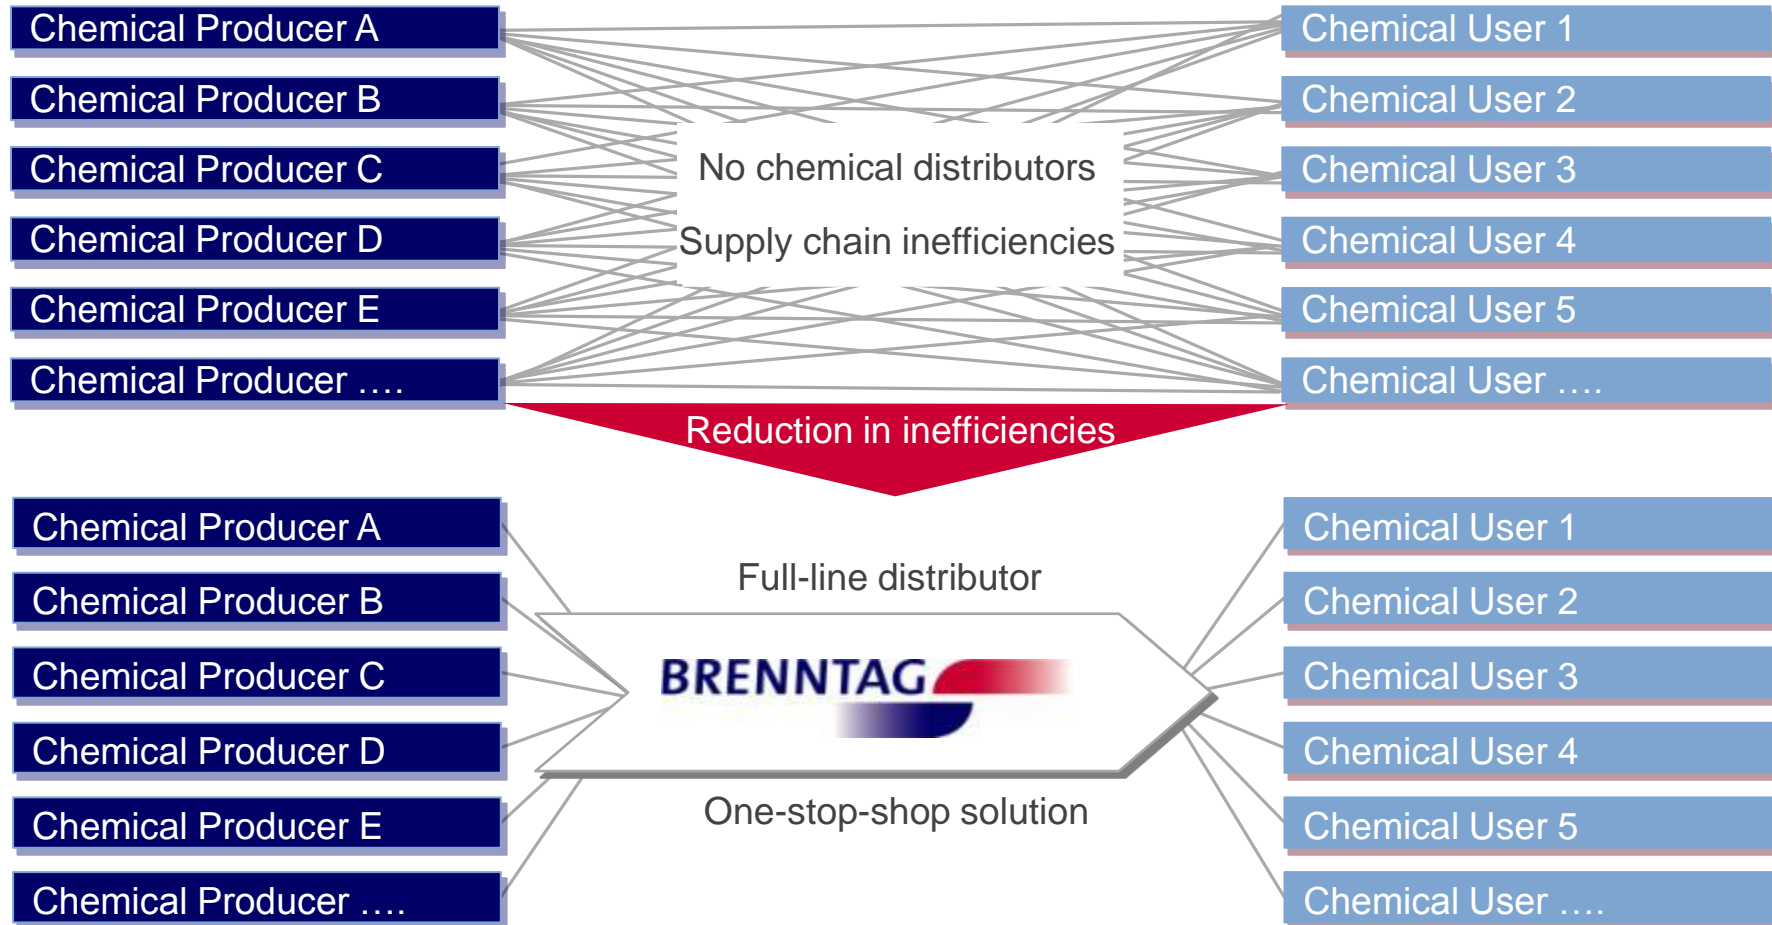 Chemical Producer A
Chemical User 1
Chemical Producer B
Chemical User 2
Chemical Producer C
No chemical distributors
Chemical User 3
Chemical Producer D
Supply chain inefficiencies
Chemical User 4
Chemical Producer E
Chemical User 5
Chemical Producer ….
Chemical User ….
Reduction in inefficiencies
Chemical Producer A
Chemical User 1
Full-line distributor
Chemical Producer B
Chemical User 2
Chemical Producer C
BRENNTAG
Chemical User 3
Chemical Producer D
Chemical User 4
One-stop-shop solution
Chemical Producer E
Chemical User 5
Chemical Producer ….
Chemical User ….